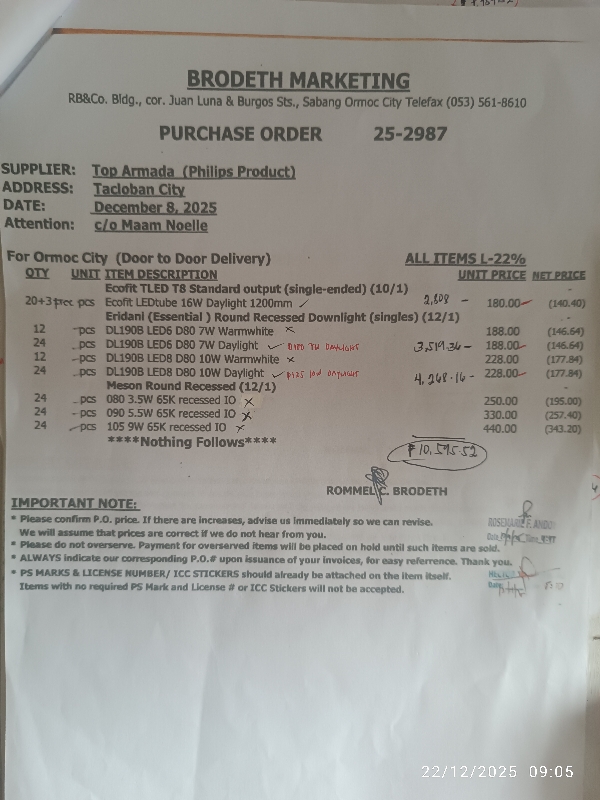 BRODETH MARKETING
RB&Co. Bldg., cor. Juan Luna & Burgos Sts., Sabang Ormoc City Telefax (053) 561-8610
PURCHASE ORDER 25-2987
SUPPLIER: Top Armada (Philips Product)
ADDRESS: Tacloban City
DATE: December 8, 2025
Attention: c/o Maam Noelle
For Ormoc City (Door to Door Delivery) ALL ITEMS L-22%
QTY UNIT ITEM DESCRIPTION UNIT PRICE NET PRICE
Ecofit TLED T8 Standard output (single-ended) (10/1) -
20+3 free pcs Ecofit LEDtube 16W Daylight 1200mm ✓ 2,808 - 180.00 (140.40)
Eridani (Essential) Round Recessed Downlight (singles) (12/1)
12 pcs DL190B LED6 D80 7W Warmwhite x 188.00 (146.64)
24 pcs DL190B LED6 D80 7W Daylight ✓ 7W DAYLIGHT 3,519.36 - 188.00 (146.64)
12 pcs DL190B LED8 D80 10W Warmwhite x 228.00 (177.84)
24 pcs DL190B LED8 D80 10W Daylight ✓ 10W DAYLIGHT 4,268.16 - 228.00 (177.84)
Meson Round Recessed (12/1) -
24 pcs 080 3.5W 65K recessed IO x 250.00 (195.00)
24 pcs 090 5.5W 65K recessed IO x 330.00 (257.40)
24 pcs 105 9W 65K recessed IO x 440.00 (343.20)
****Nothing Follows****
₱10,595.52
ROMMEL C. BRODETH
IMPORTANT NOTE:
* Please confirm P.O. price. If there are increases, advise us immediately so we can revise.
We will assume that prices are correct if we do not hear from you.
* Please do not overserve. Payment for overserved items will be placed on hold until such items are sold.
* ALWAYS indicate our corresponding P.O.# upon issuance of your invoices, for easy referrence. Thank you.
* PS MARKS & LICENSE NUMBER/ ICC STICKERS should already be attached on the item itself.
Items with no required PS Mark and License # or ICC Stickers will not be accepted.
ROSEMARIE F. ANDO
Date Time
Date
22/12/2025 09:05